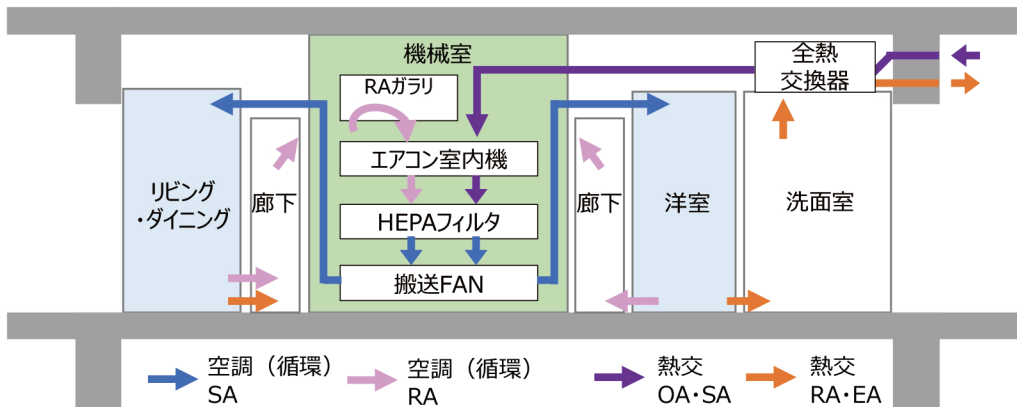 機械室
全熱
交換器
RAガラリ
エアコン室内機
リビング
・ダイニング
廊下
HEPAフィルタ
廊下
洋室
洗面室
搬送FAN
空調（循環）
SA
空調（循環）
RA
熱交
OA・SA
熱交
RA・EA